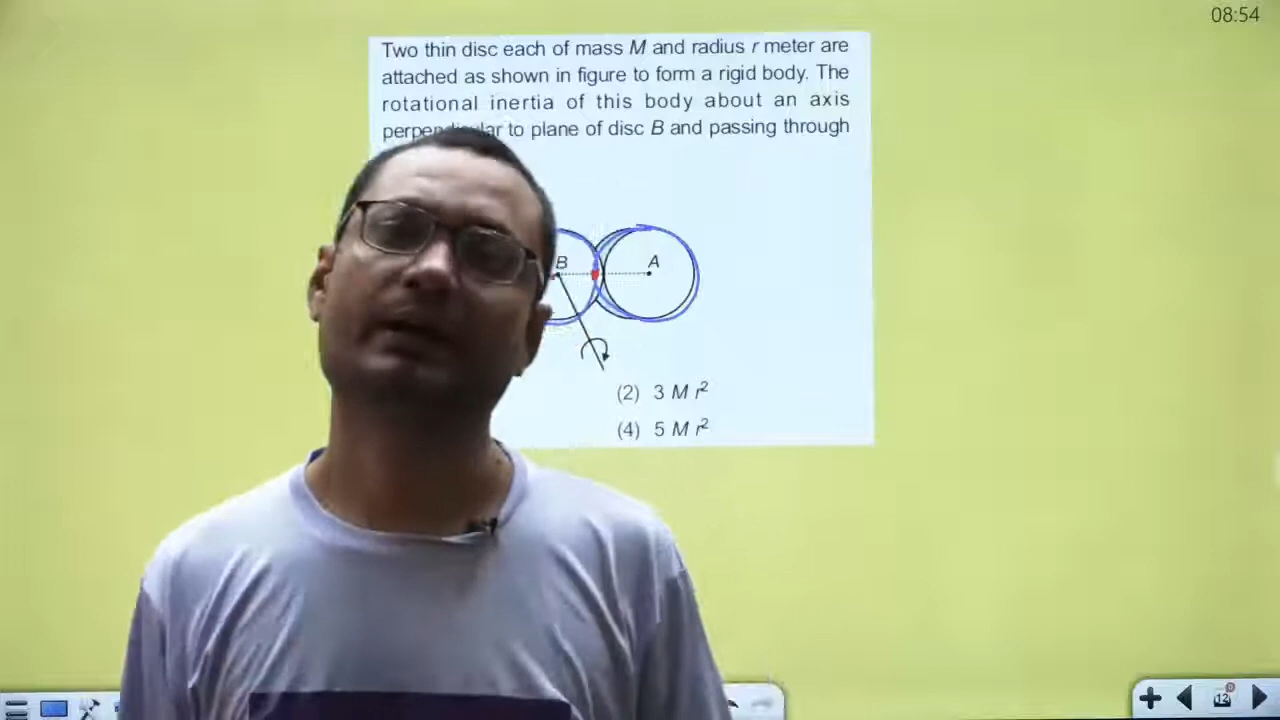 08:54
Two thin disc each of mass M and radius r meter are
attached as shown in figure to form a rigid body. The
rotational inertia of this body about an axis
to plane of disc B and passing through
B A
(2) 3 M r²
(4) 5 M r²
12